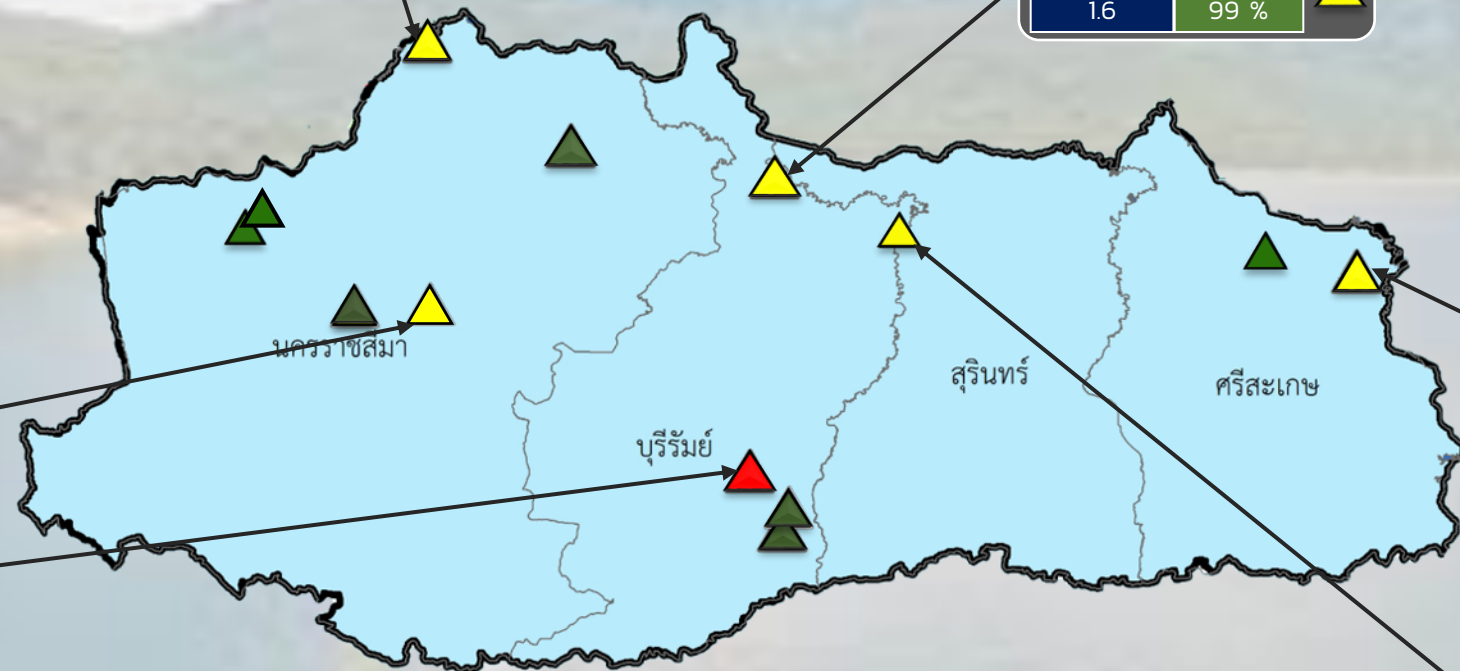 1.6 99 %
นครราชสีมา
สุรินทร์
ศรีสะเกษ
บุรีรัมย์